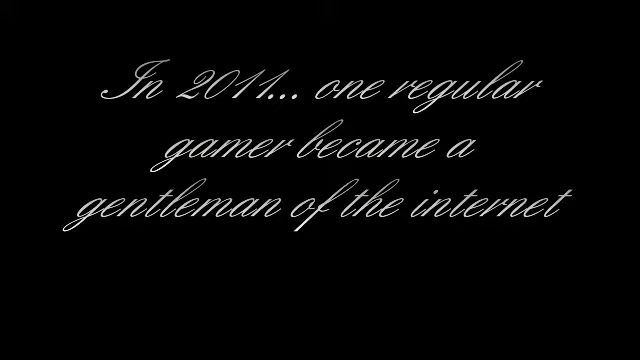 In 2011... one regular
gamer became a
gentleman of the internet